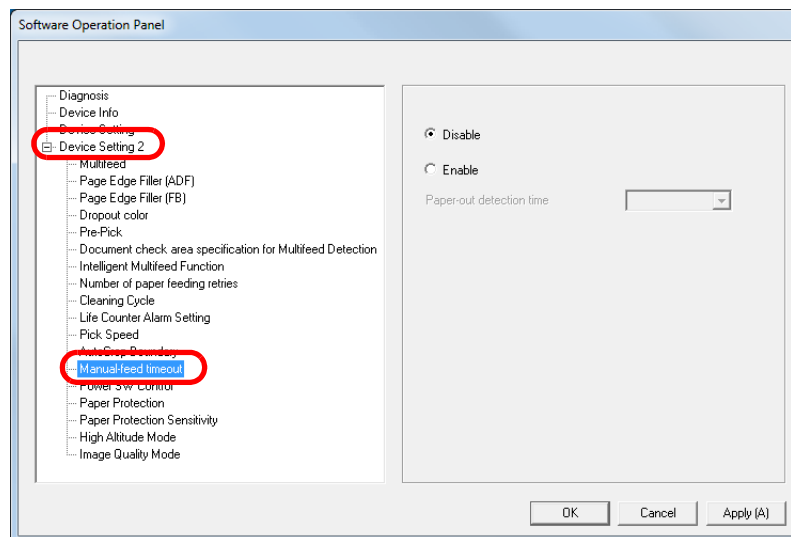 Software Operation Panel
Diagnosis
Device Info
Device Setting
Device Setting 2
Multifeed
Page Edge Filler (ADF)
Page Edge Filler (FB)
Dropout color
Pre-Pick
Document check area specification for Multifeed Detection
Intelligent Multifeed Function
Number of paper feeding retries
Cleaning Cycle
Life Counter Alarm Setting
Pick Speed
AutoCrop Boundary
Manual-feed timeout
Power SW Control
Paper Protection
Paper Protection Sensitivity
High Altitude Mode
Image Quality Mode
Disable
Enable
Paper-out detection time
OK Cancel Apply (A)